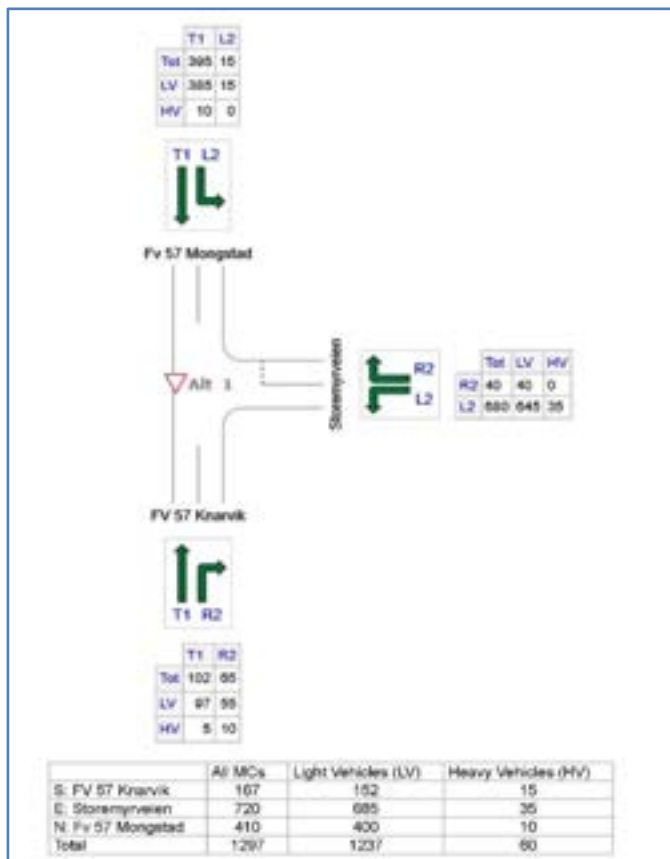 T1 L2
Tot 395 15
LV 385 15
HV 10 0
T1 L2
Fv 57 Mongstad
Storemyrveien
R2
L2
Tot LV HV
R2 40 40 0
L2 680 645 35
Alt 1
FV 57 Knarvik
T1 R2
T1 R2
Tot 102 65
LV 97 55
HV 5 10
All MCs Light Vehicles (LV) Heavy Vehicles (HV)
S: FV 57 Knarvik 167 152 15
E: Storemyrveien 720 685 35
N: Fv 57 Mongstad 410 400 10
Total 1297 1237 60